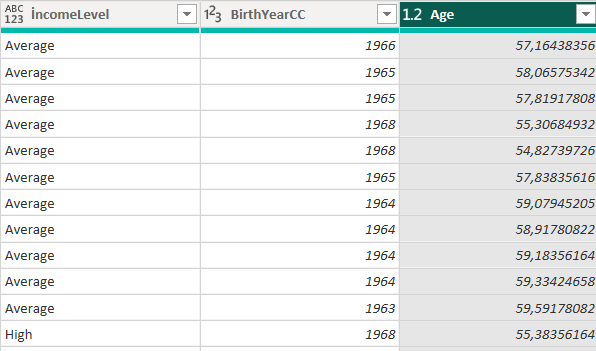 ABC 123 incomeLevel 123 BirthYearCC 1.2 Age
Average 1966 57,16438356
Average 1965 58,06575342
Average 1965 57,81917808
Average 1968 55,30684932
Average 1968 54,82739726
Average 1965 57,83835616
Average 1964 59,07945205
Average 1964 58,91780822
Average 1964 59,18356164
Average 1964 59,33424658
Average 1963 59,59178082
High 1968 55,38356164